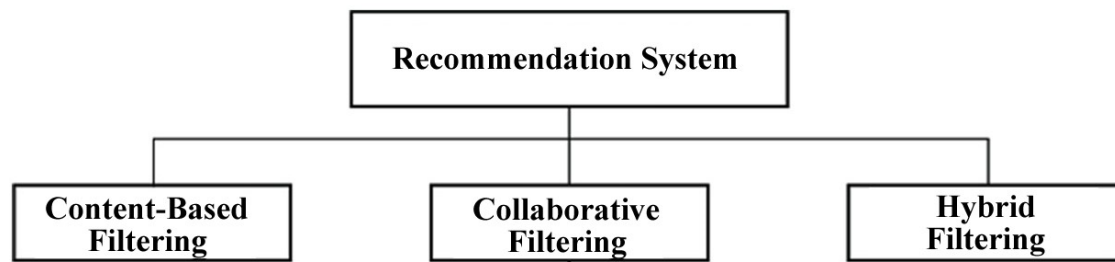 Recommendation System
Content-Based
Filtering
Collaborative
Filtering
Hybrid
Filtering